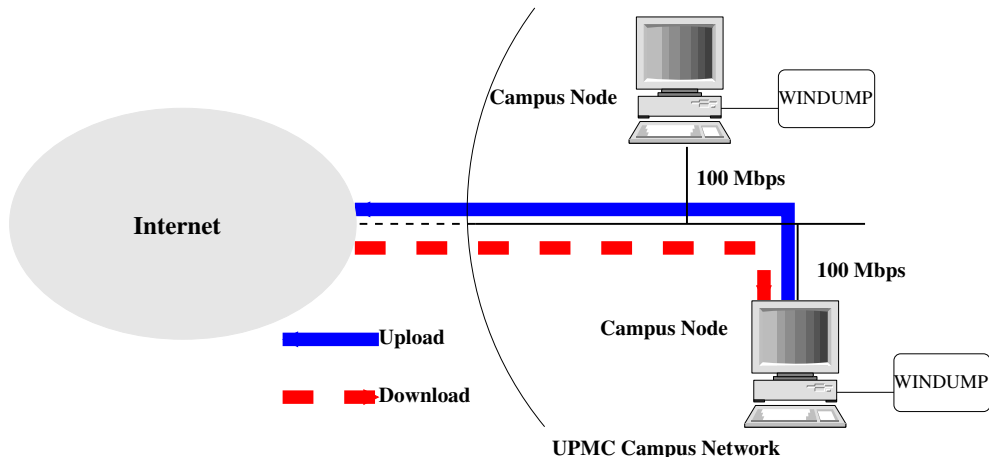 Campus Node
WINDUMP
100 Mbps
Internet
100 Mbps
Upload
Campus Node
WINDUMP
Download
UPMC Campus Network